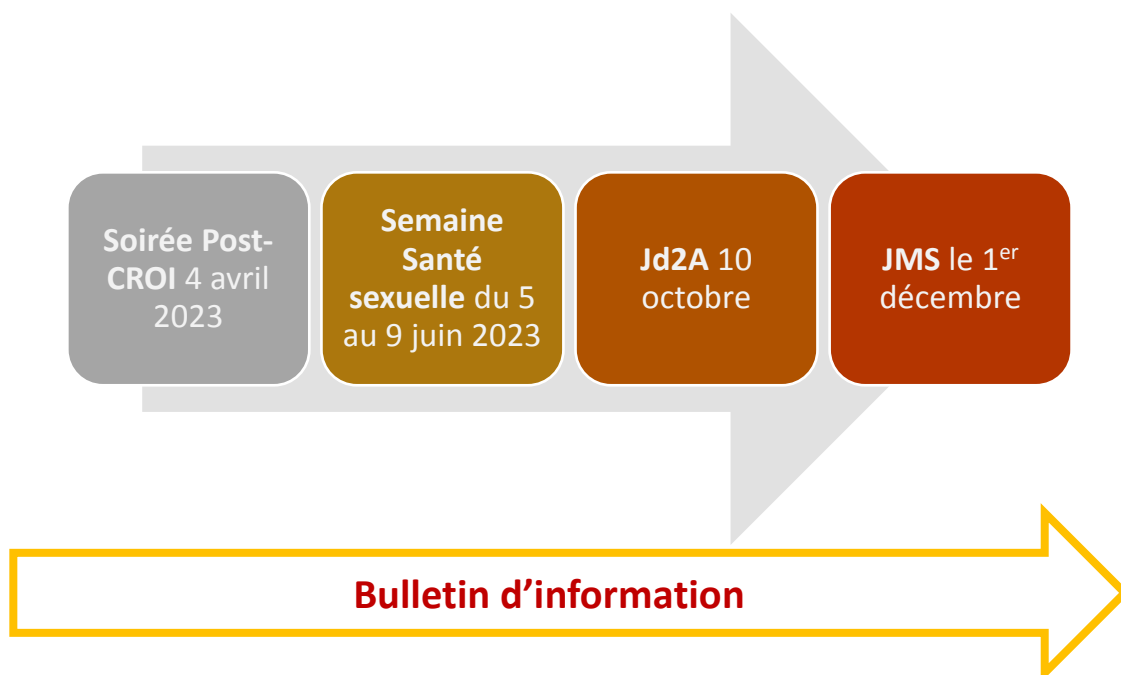 Soirée Post-
CROI 4 avril
2023
Semaine
Santé
sexuelle du 5
au 9 juin 2023
Jd2A 10
octobre
JMS le 1er
décembre
Bulletin d’information